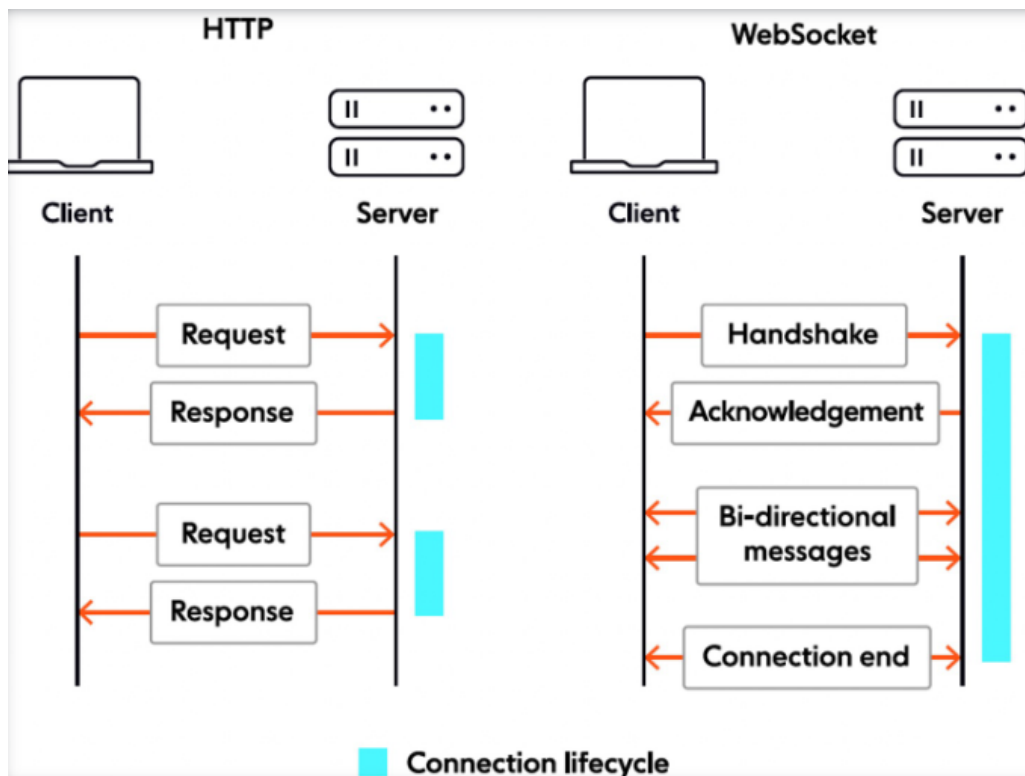 HTTP
WebSocket
Client
Server
Client
Server
Request
Response
Request
Response
Handshake
Acknowledgement
Bi-directional
messages
Connection end
Connection lifecycle